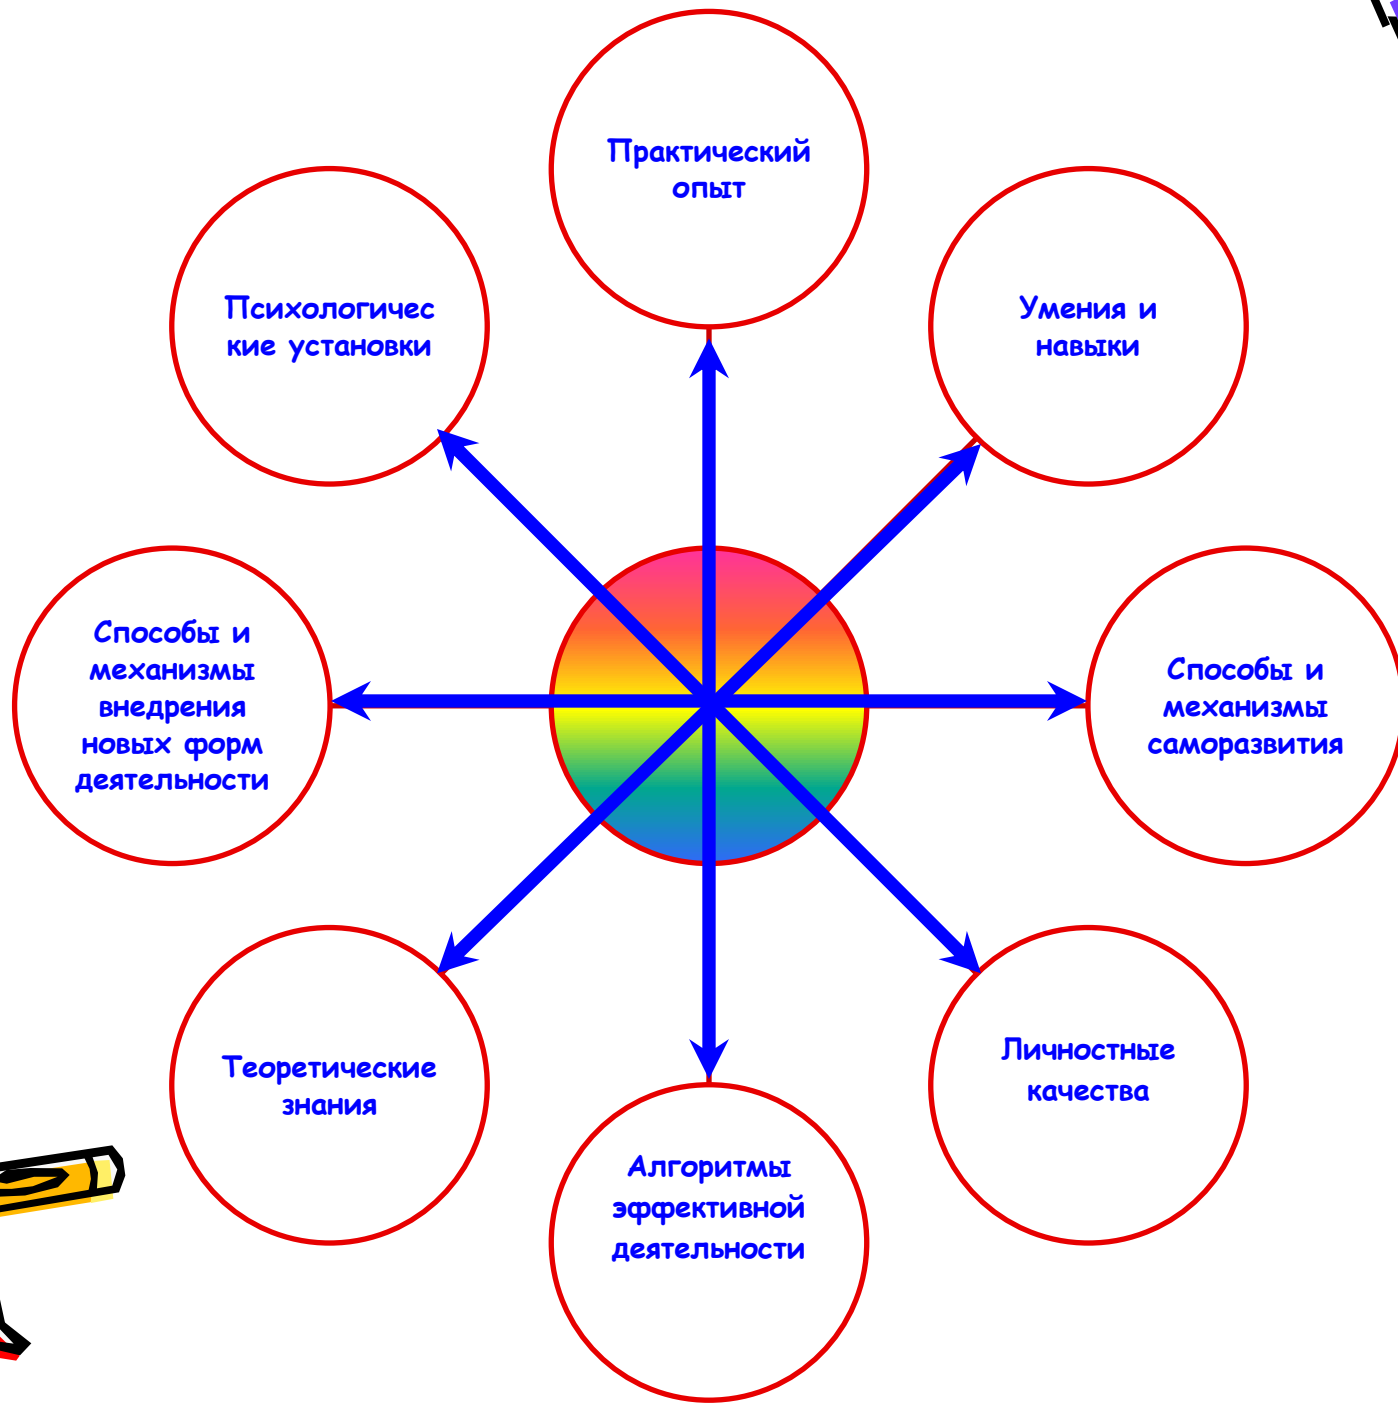 Практический
опыт
Психологичес
кие установки
Умения и
навыки
Способы и
механизмы
внедрения
новых форм
деятельности
Способы и
механизмы
саморазвития
Теоретические
знания
Личностные
качества
Алгоритмы
эффективной
деятельности